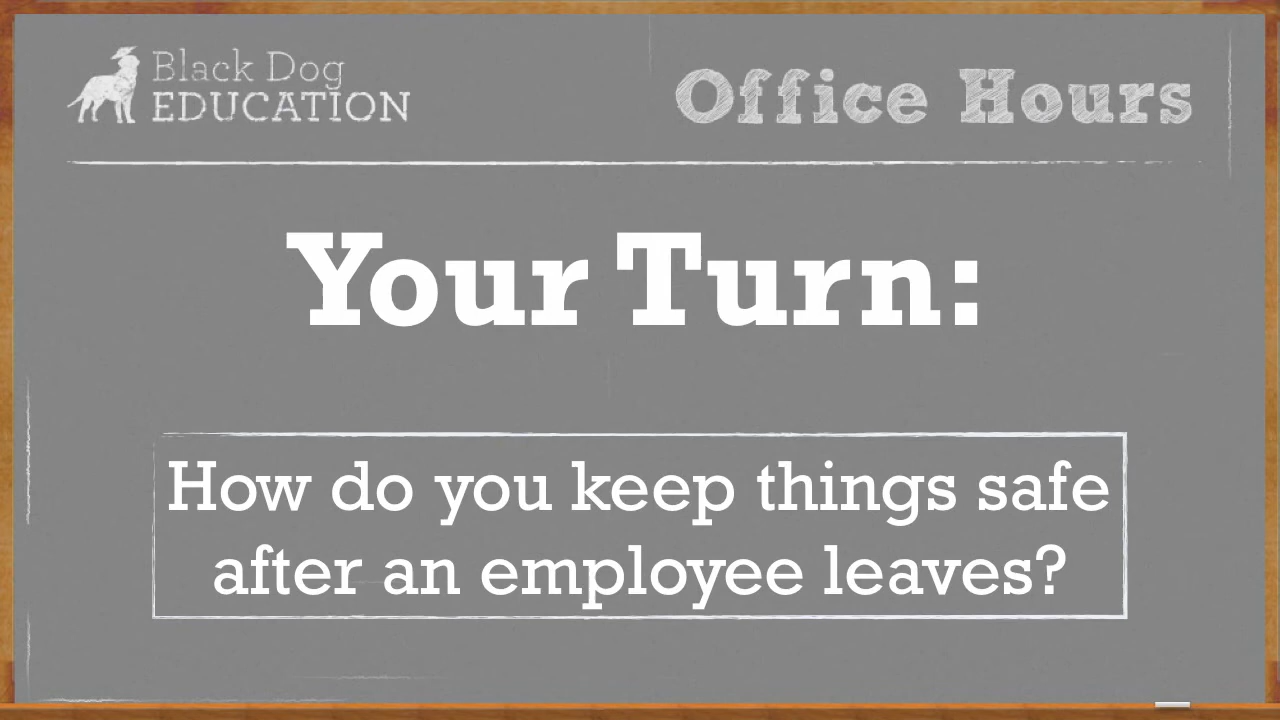 Black Dog
EDUCATION
Office Hours
Your Turn:
How do you keep things safe
after an employee leaves?